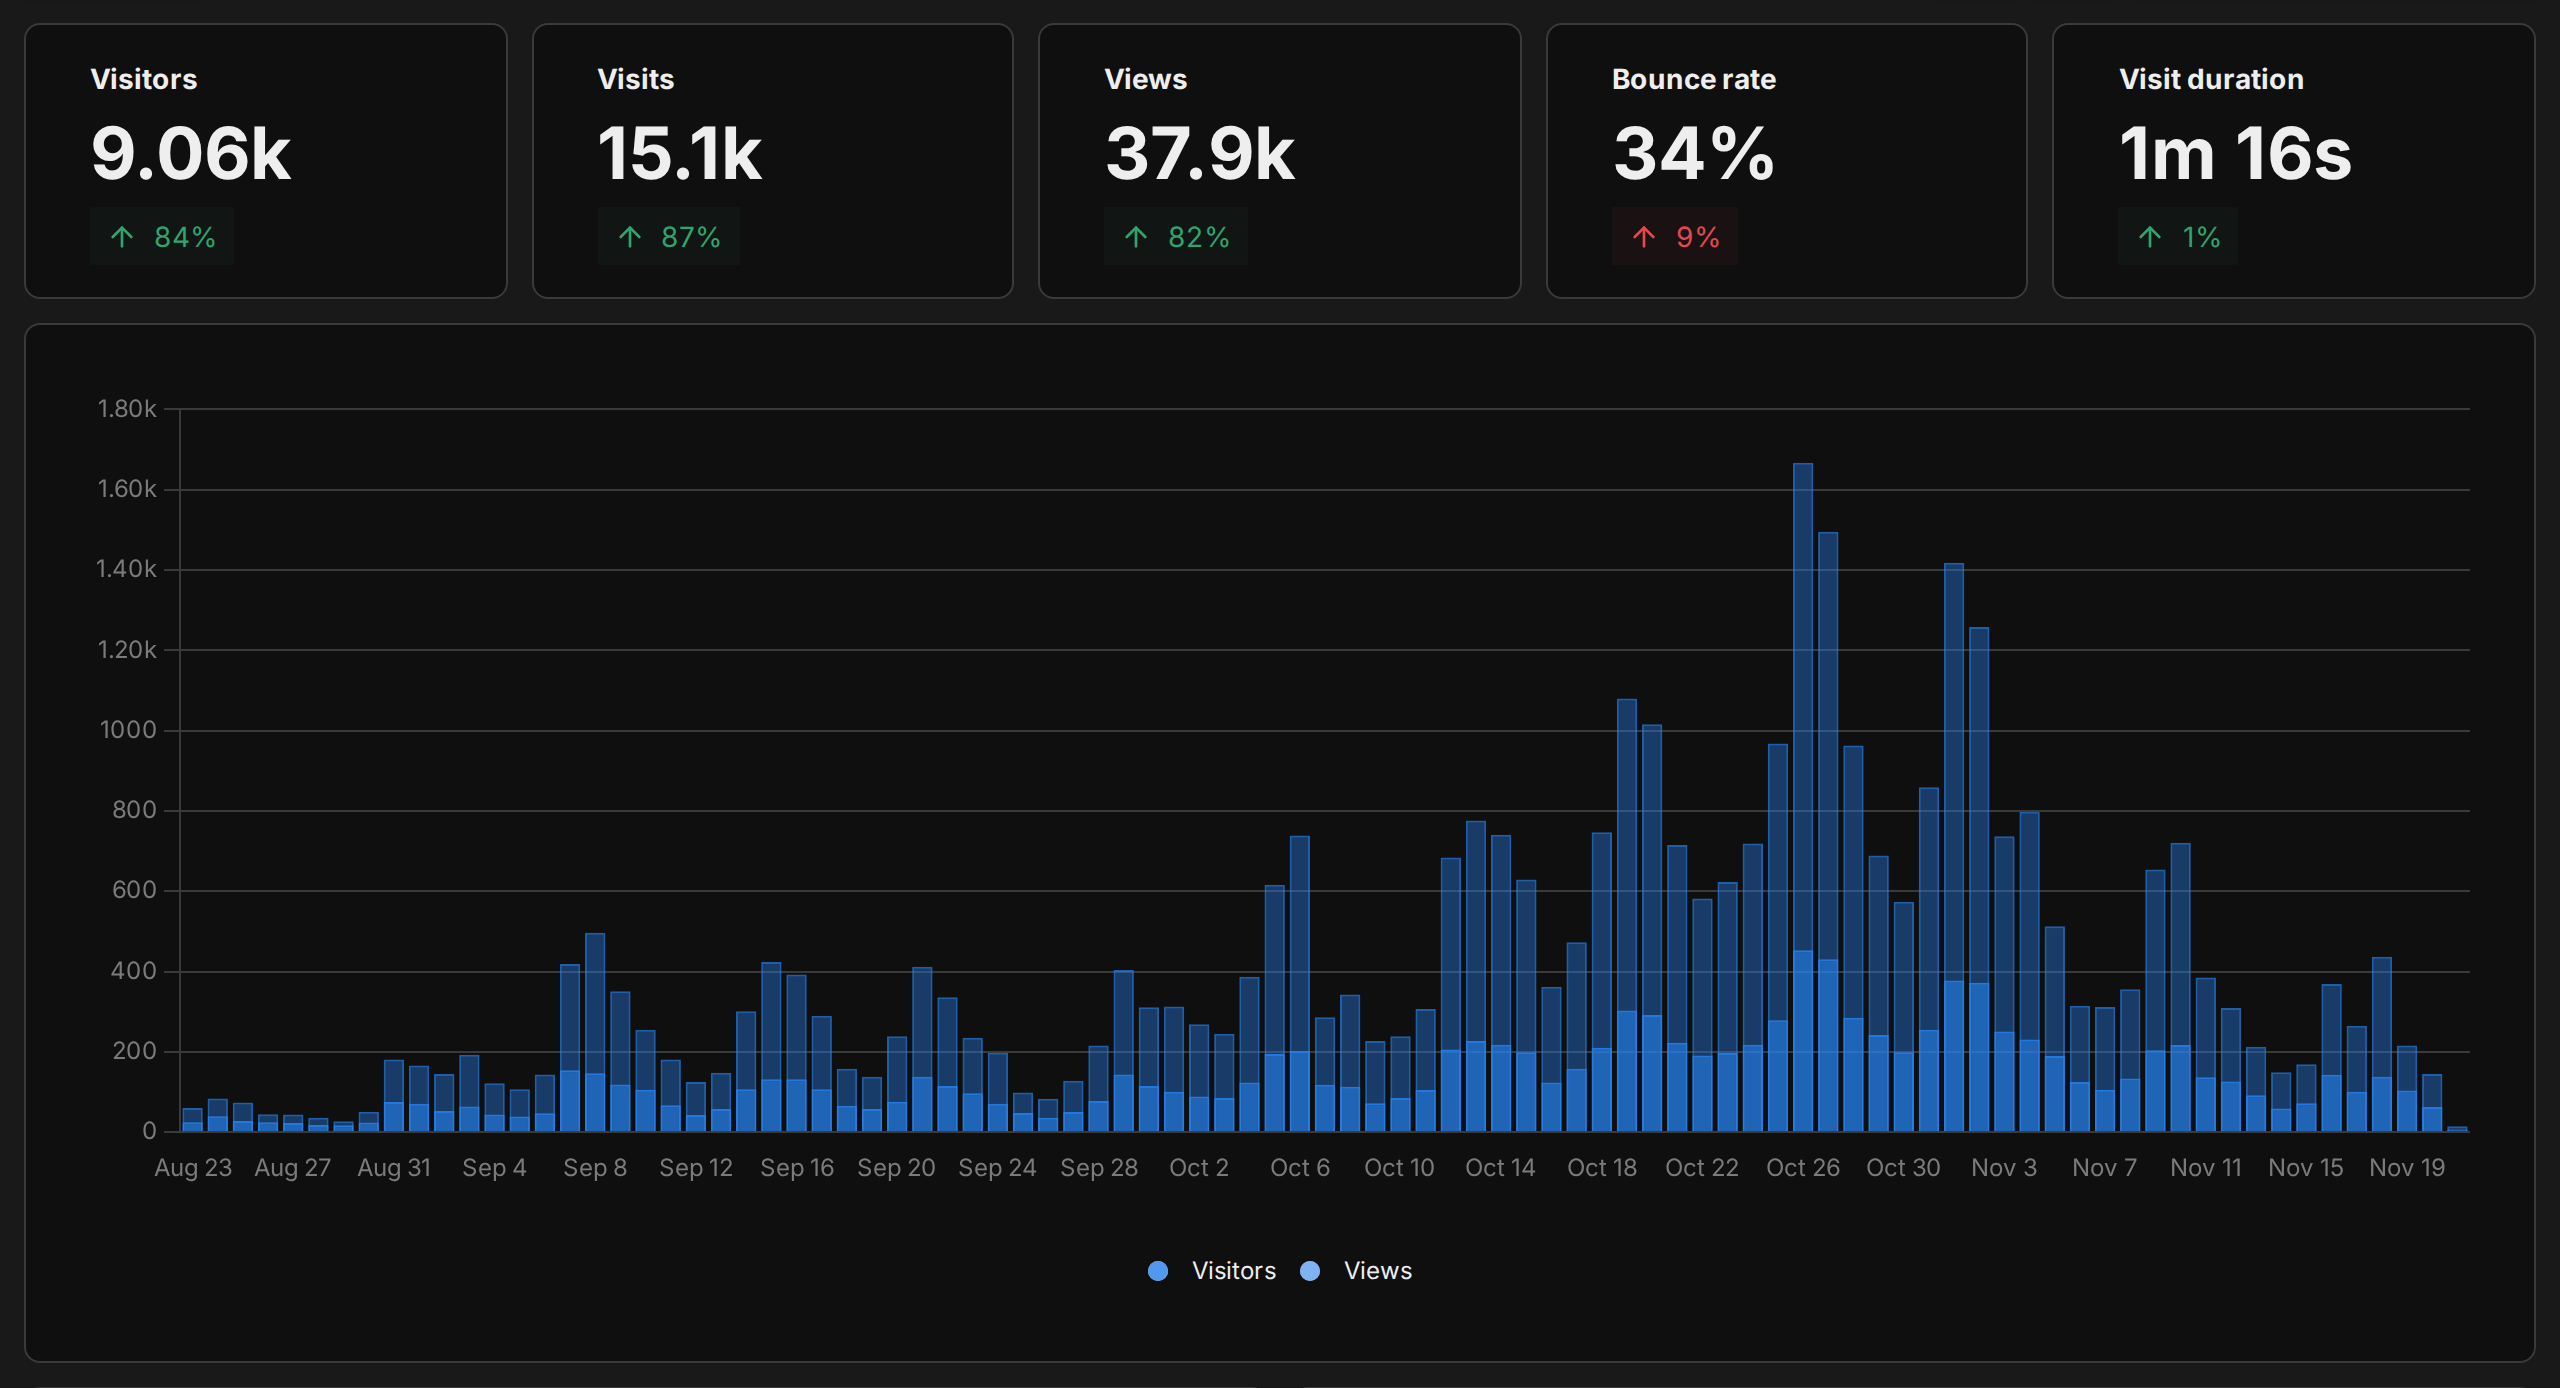 Visitors
9.06k
↑ 84%
Visits
15.1k
↑ 87%
Views
37.9k
↑ 82%
Bounce rate
34%
↑ 9%
Visit duration
1m 16s
↑ 1%
1.80k
1.60k
1.40k
1.20k
1000
800
600
400
200
0
Aug 23 Aug 27 Aug 31 Sep 4 Sep 8 Sep 12 Sep 16 Sep 20 Sep 24 Sep 28 Oct 2 Oct 6 Oct 10 Oct 14 Oct 18 Oct 22 Oct 26 Oct 30 Nov 3 Nov 7 Nov 11 Nov 15 Nov 19
Visitors Views